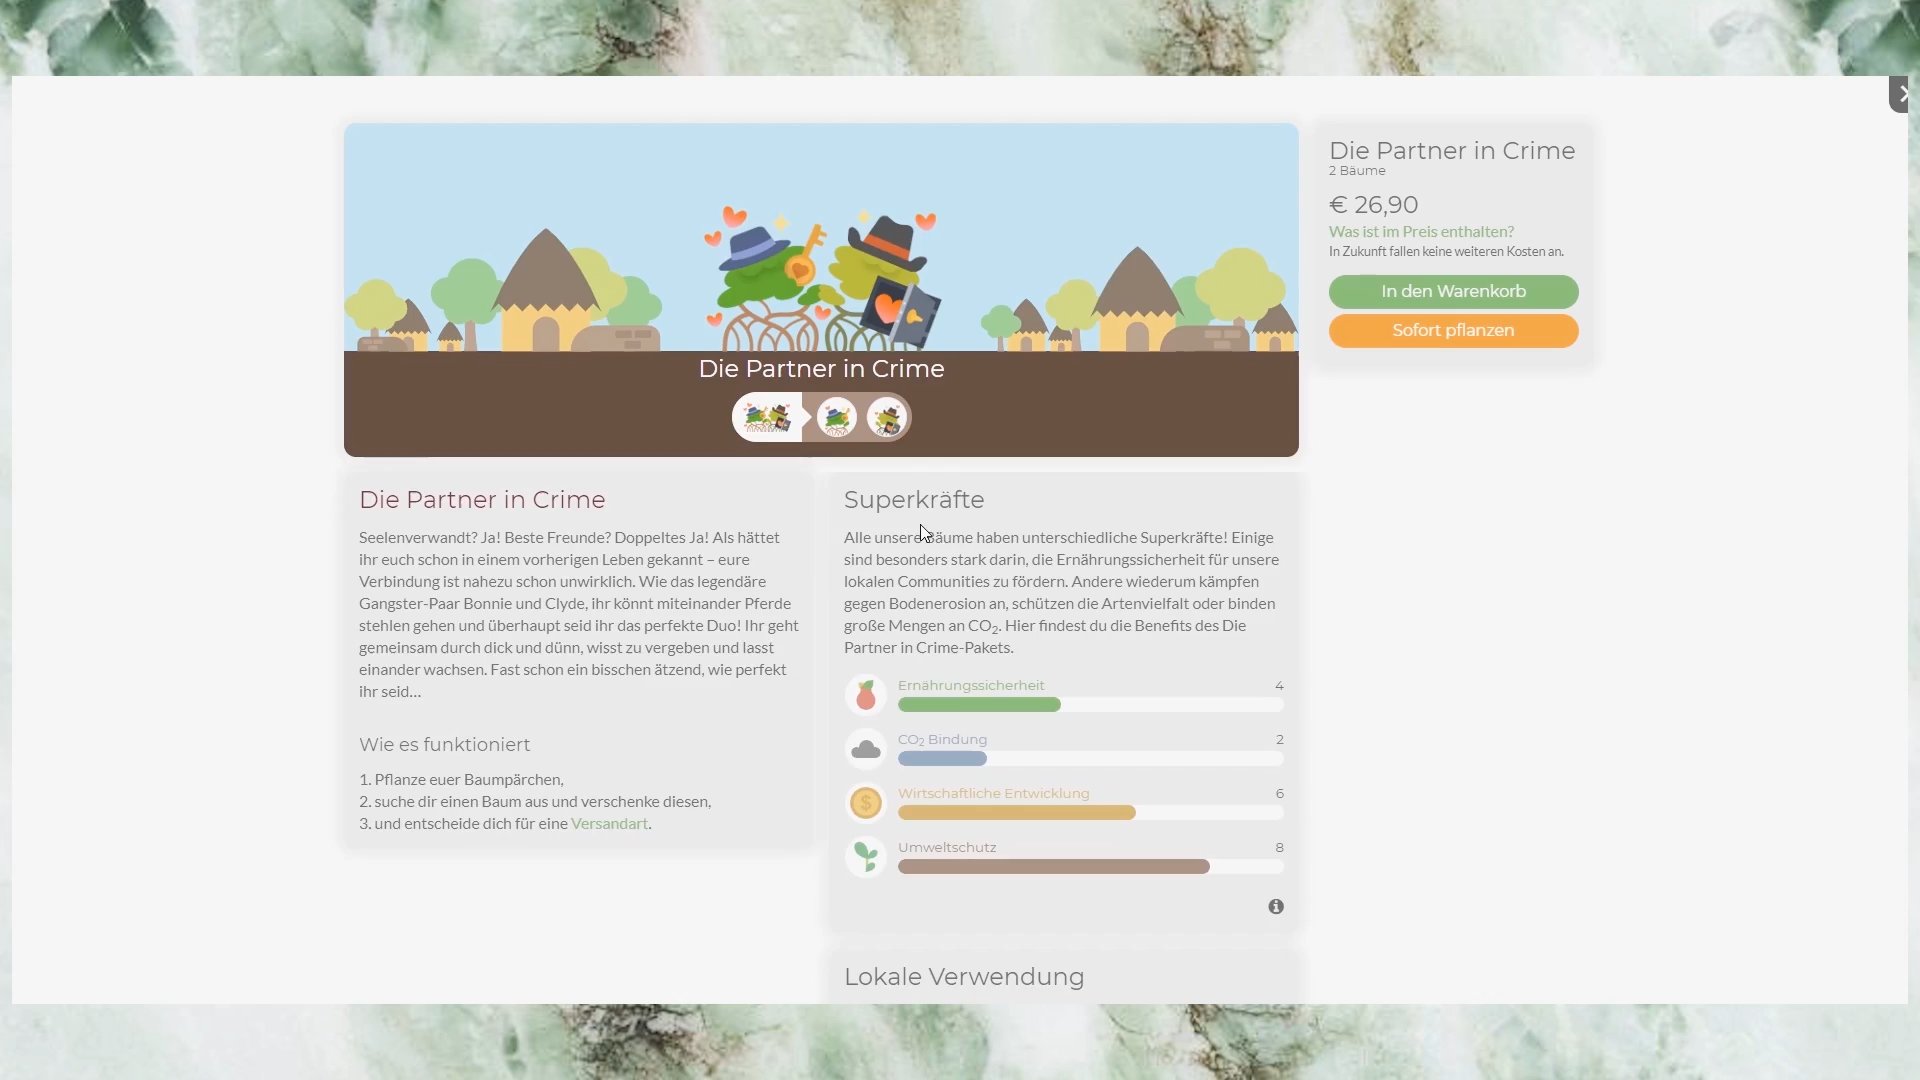 Die Partner in Crime
Die Partner in Crime
2 Bäume
€ 26,90
Was ist im Preis enthalten?
In Zukunft fallen keine weiteren Kosten an.
In den Warenkorb
Sofort pflanzen
Die Partner in Crime
Seelenverwandt? Ja! Beste Freunde? Doppeltes Ja! Als hättet
ihr euch schon in einem vorherigen Leben gekannt – eure
Verbindung ist nahezu schon unwirklich. Wie das legendäre
Gangster-Paar Bonnie und Clyde, ihr könnt miteinander Pferde
stehlen gehen und überhaupt seid ihr das perfekte Duo! Ihr geht
gemeinsam durch dick und dünn, wisst zu vergeben und lasst
einander wachsen. Fast schon ein bisschen ätzend, wie perfekt
ihr seid...
Wie es funktioniert
1. Pflanze euer Baumpärchen,
2. suche dir einen Baum aus und verschenke diesen,
3. und entscheide dich für eine Versandart.
Superkräfte
Alle unsere Bäume haben unterschiedliche Superkräfte! Einige
sind besonders stark darin, die Ernährungssicherheit für unsere
lokalen Communities zu fördern. Andere wiederum kämpfen
gegen Bodenerosion an, schützen die Artenvielfalt oder binden
große Mengen an CO₂. Hier findest du die Benefits des Die
Partner in Crime-Pakets.
Ernährungssicherheit 4
CO₂ Bindung 2
Wirtschaftliche Entwicklung 6
Umweltschutz 8
Lokale Verwendung